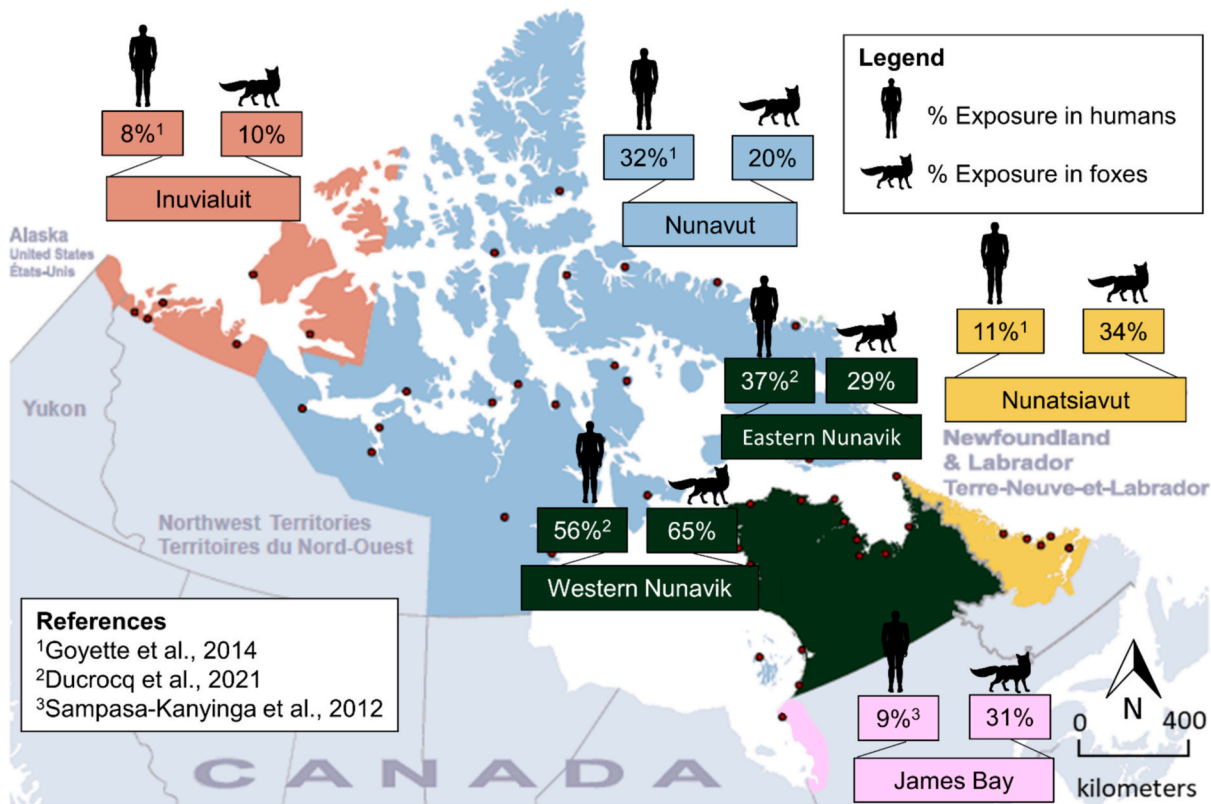 Legend
% Exposure in humans
% Exposure in foxes
8%¹
10%
Inuvialuit
32%¹
20%
Nunavut
Alaska
United States
États-Unis
11%¹
34%
Nunatsiavut
37%²
29%
Eastern Nunavik
Yukon
Newfoundland
& Labrador
Terre-Neuve-et-Labrador
Northwest Territories
Territoires du Nord-Ouest
56%²
65%
Western Nunavik
References
¹Goyette et al., 2014
²Ducrocq et al., 2021
³Sampasa-Kanyinga et al., 2012
9%³
31%
James Bay
N
0 400
kilometers
CANADA